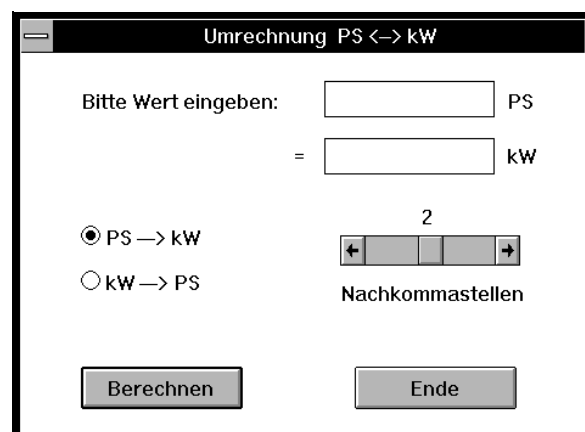 Umrechnung PS <--> kW
Bitte Wert eingeben: PS
= kW
PS —> kW
kW —> PS
2
Nachkommastellen
Berechnen Ende